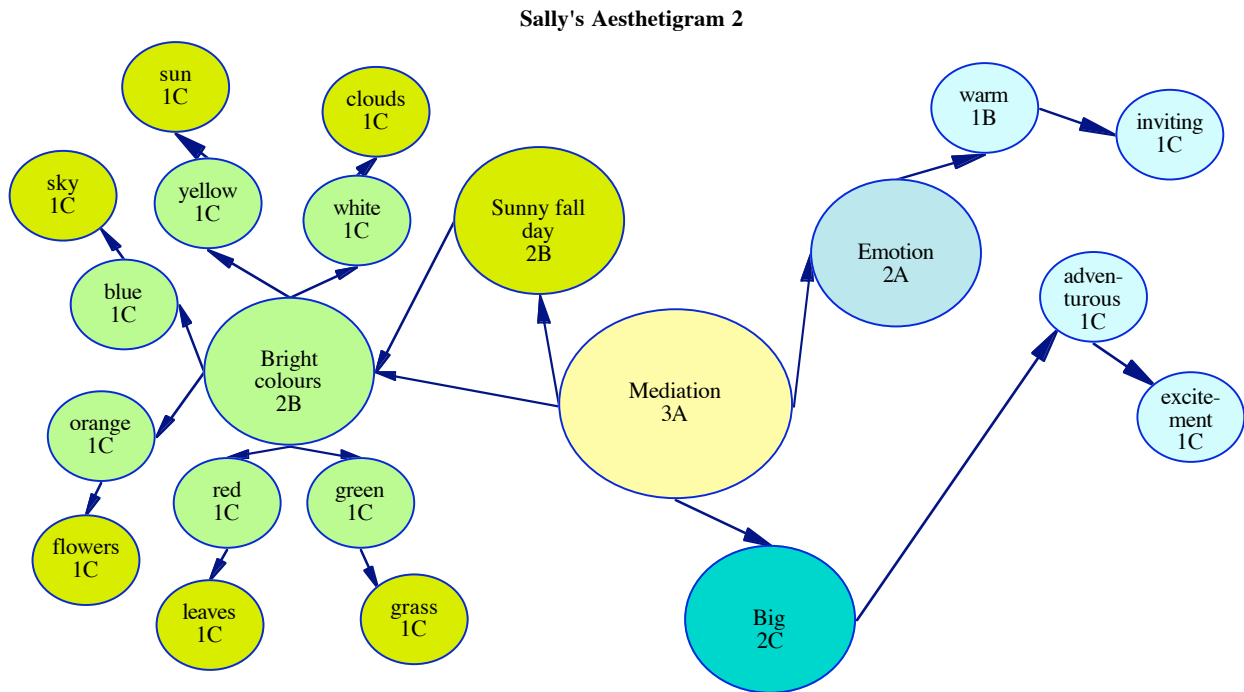 Sally's Aesthetigram 2
sun
1C
clouds
1C
warm
1B
inviting
1C
sky
1C
yellow
1C
white
1C
Sunny fall
day
2B
Emotion
2A
blue
1C
adven-
turous
1C
Bright
colours
2B
Mediation
3A
excite-
ment
1C
orange
1C
red
1C
green
1C
flowers
1C
leaves
1C
grass
1C
Big
2C